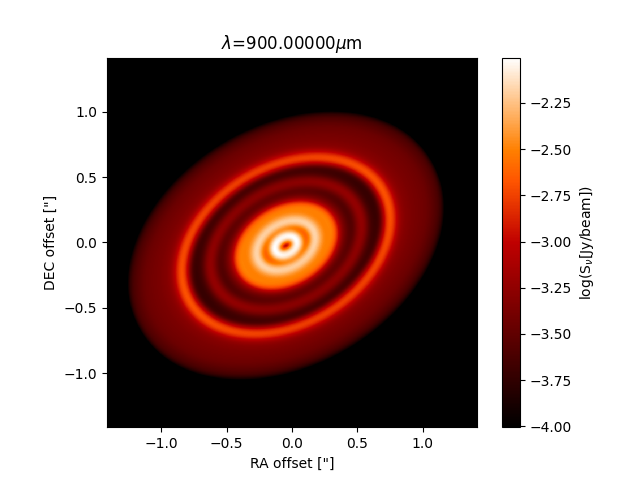 λ=900.00000μm
DEC offset ["]
1.0
0.5
0.0
−0.5
−1.0
−1.0 −0.5 0.0 0.5 1.0
RA offset ["]
−2.25
−2.50
−2.75
−3.00
−3.25
−3.50
−3.75
−4.00
log(Sν[Jy/beam])